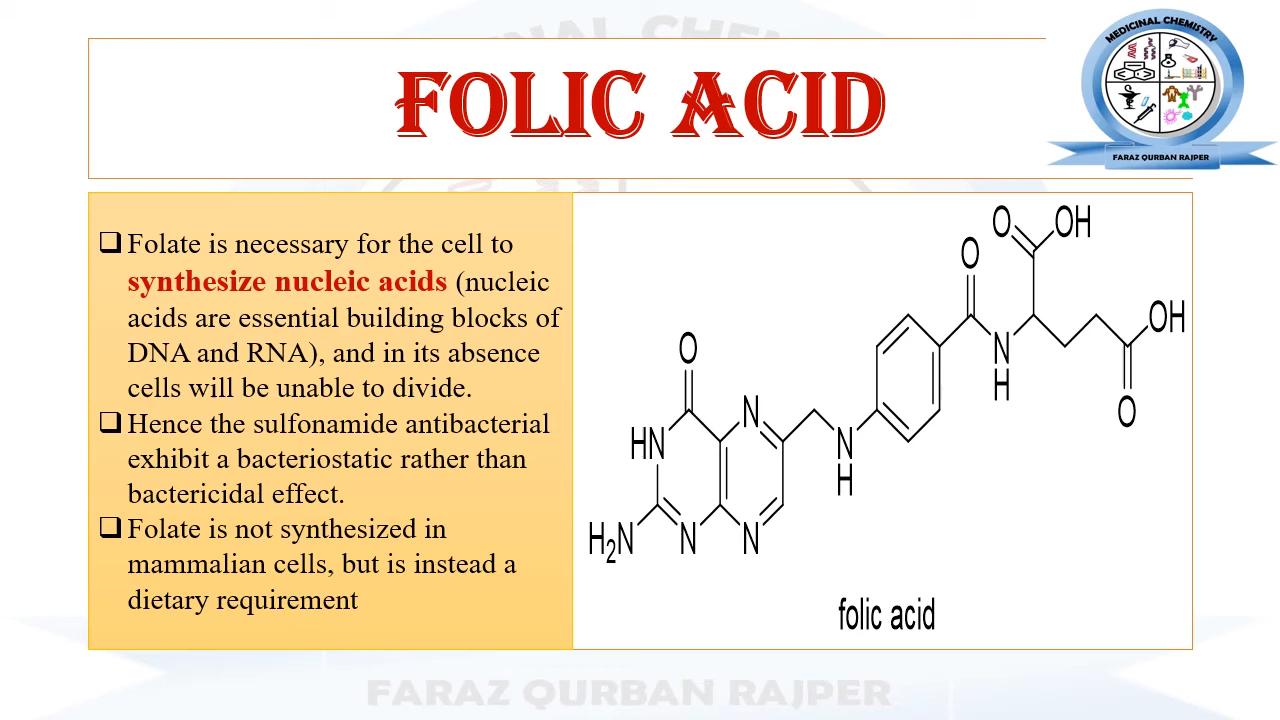 MEDICINAL CHEMISTRY
FARAZ QURBAN RAJPER
FOLIC ACID
❑ Folate is necessary for the cell to
synthesize nucleic acids (nucleic
acids are essential building blocks of
DNA and RNA), and in its absence
cells will be unable to divide.
❑ Hence the sulfonamide antibacterial
exhibit a bacteriostatic rather than
bactericidal effect.
❑ Folate is not synthesized in
mammalian cells, but is instead a
dietary requirement
O OH
O
OH
N
H
O
O
N
HN
N
H
H2N N N
folic acid
FARAZ QURBAN RAJPER